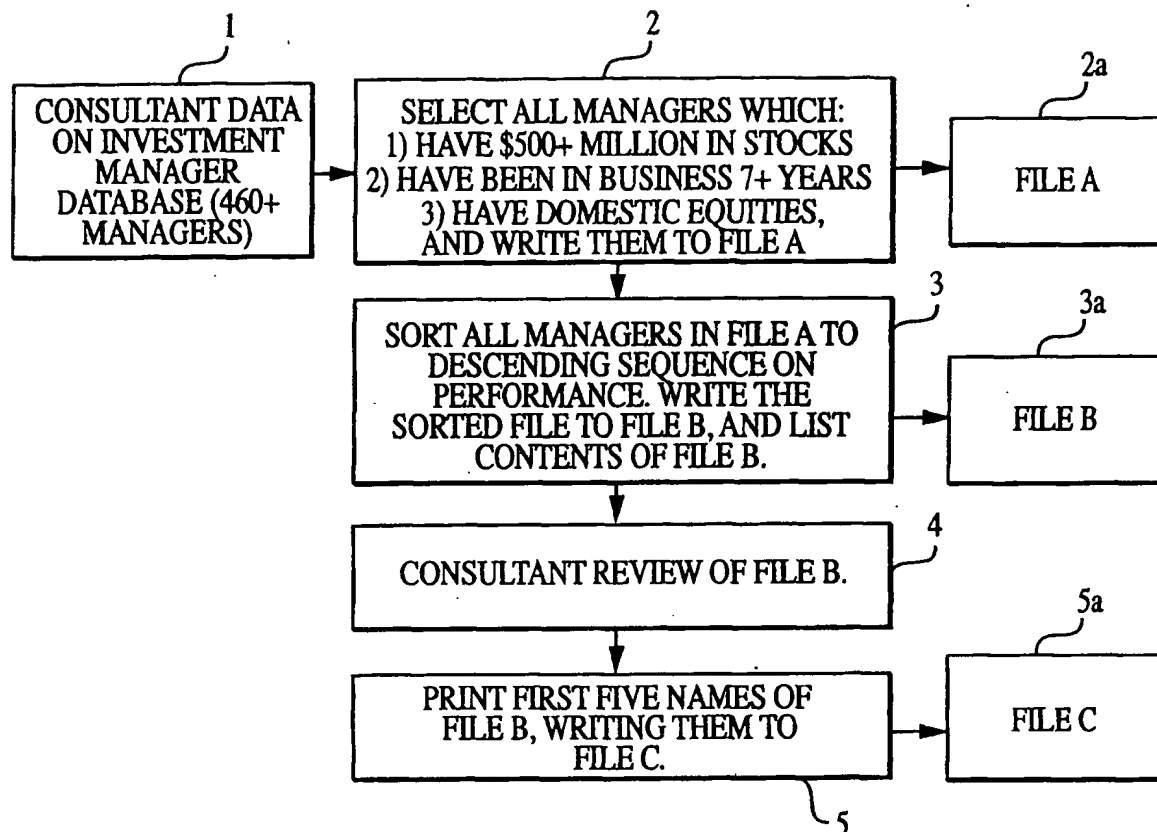 1
CONSULTANT DATA
ON INVESTMENT
MANAGER
DATABASE (460+
MANAGERS)
2
SELECT ALL MANAGERS WHICH:
1) HAVE $500+ MILLION IN STOCKS
2) HAVE BEEN IN BUSINESS 7+ YEARS
3) HAVE DOMESTIC EQUITIES,
AND WRITE THEM TO FILE A
2a
FILE A
3
SORT ALL MANAGERS IN FILE A TO
DESCENDING SEQUENCE ON
PERFORMANCE. WRITE THE
SORTED FILE TO FILE B, AND LIST
CONTENTS OF FILE B.
3a
FILE B
4
CONSULTANT REVIEW OF FILE B.
5a
PRINT FIRST FIVE NAMES OF
FILE B, WRITING THEM TO
FILE C.
FILE C
5